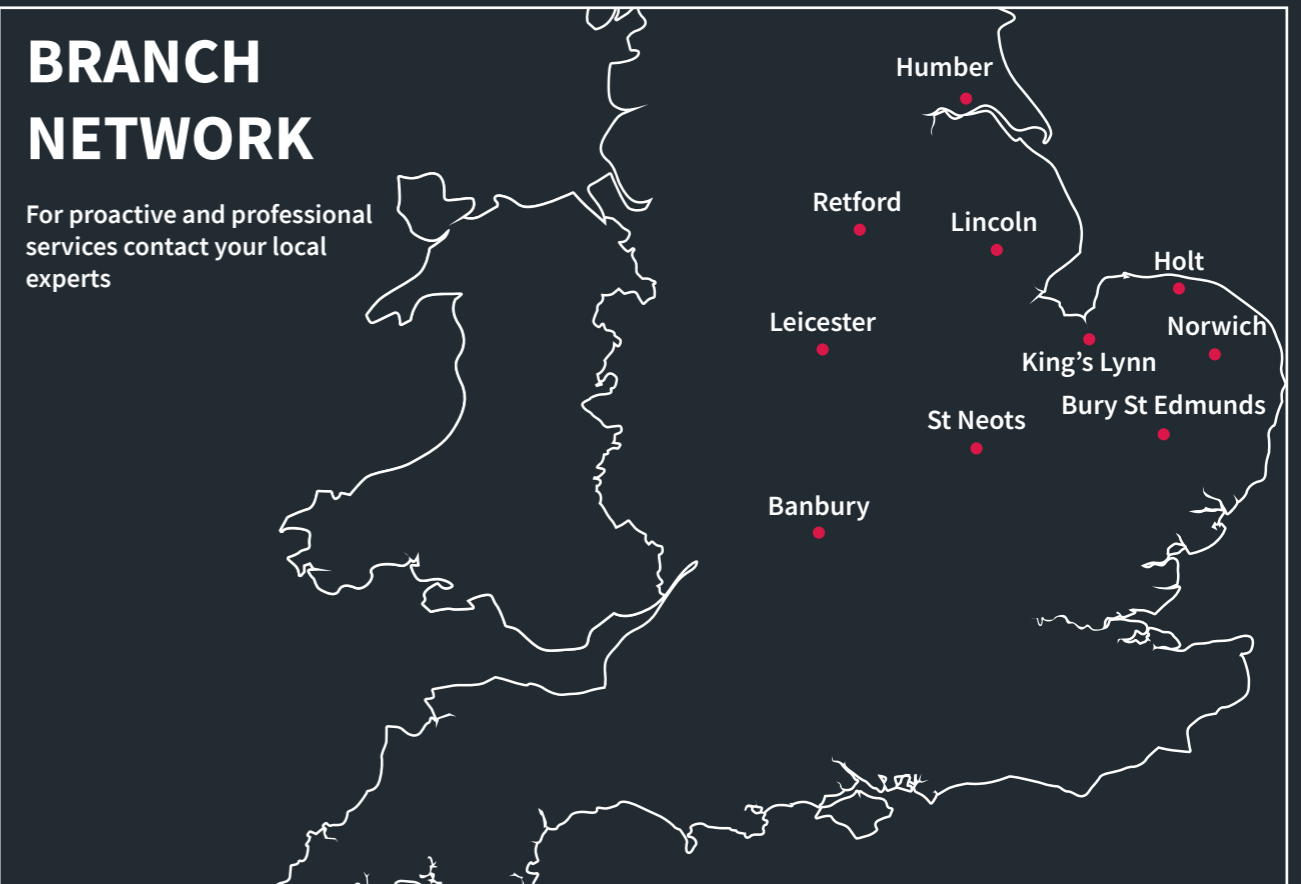 BRANCH
NETWORK
For proactive and professional
services contact your local
experts
Humber
Retford
Lincoln
Holt
Leicester
Norwich
King’s Lynn
Bury St Edmunds
St Neots
Banbury